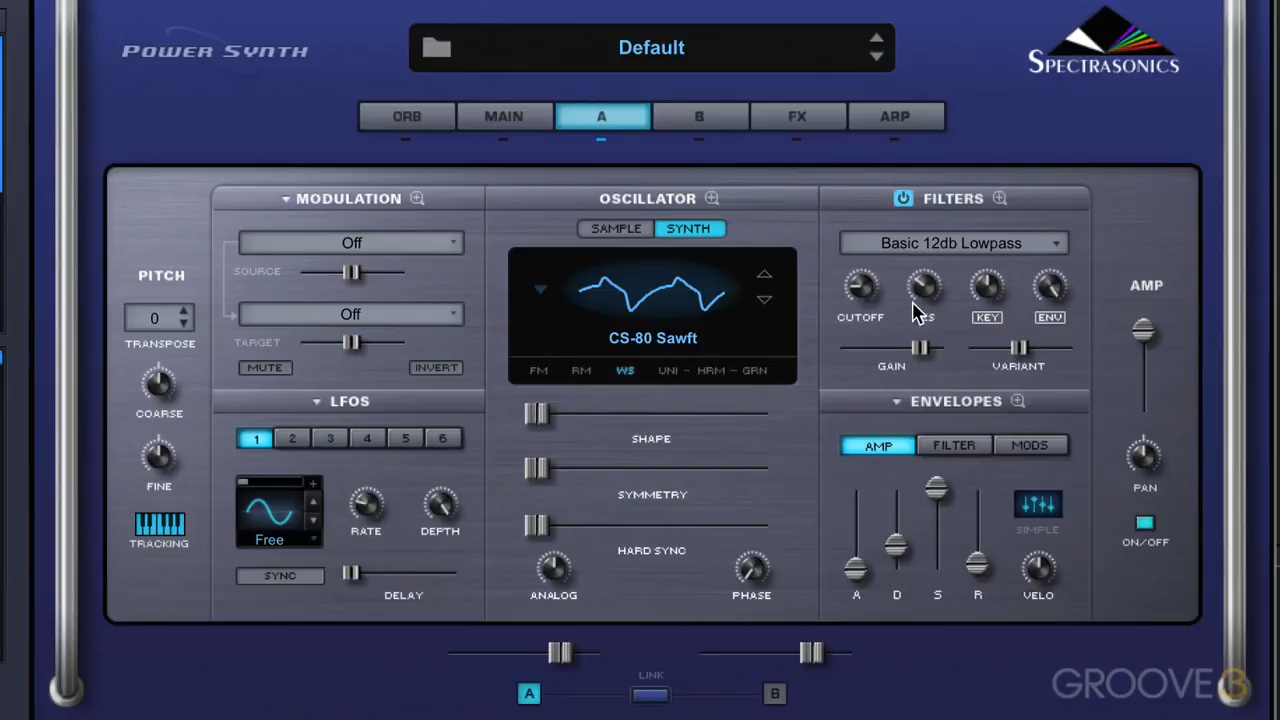 POWER SYNTH
Default
SPECTRASONICS
ORB MAIN A B FX ARP
MODULATION
OSCILLATOR
FILTERS
SAMPLE SYNTH
Off
Basic 12db Lowpass
SOURCE
PITCH
0
TRANSPOSE
Off
TARGET
MUTE INVERT
CS-80 Sawft
FM RM WS UNI - HRM - GRN
CUTOFF KEY ENV
GAIN VARIANT
AMP
COARSE
LFOS
ENVELOPES
1 2 3 4 5 6
SHAPE
AMP FILTER MODS
FINE
SYMMETRY
PAN
RATE DEPTH
Free
TRACKING
HARD SYNC
SIMPLE
ON/OFF
SYNC
DELAY
ANALOG PHASE
A D S R VELO
LINK
A B
GROOVE3